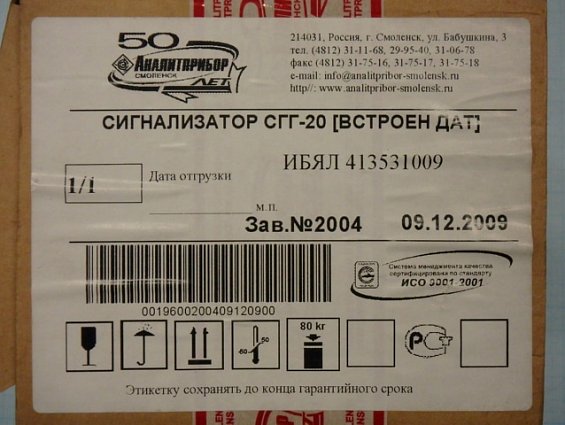 50
АНАЛИТПРИБОР
СМОЛЕНСК
ЛЕТ
214031, Россия, г. Смоленск, ул. Бабушкина, 3
тел. (4812) 31-11-68, 29-95-40, 31-06-78
факс (4812) 31-75-16, 31-75-17, 31-75-18
e-mail: info@analitpribor-smolensk.ru
http//: www.analitpribor-smolensk.ru
СИГНАЛИЗАТОР СГГ-20 [ВСТРОЕН ДАТ]
ИБЯЛ 413531009
1/1
Дата отгрузки
м.п.
Зав.№2004 09.12.2009
0019600200409120900
Система менеджмента качества
сертифицирована по стандарту
ИСО 9001-2001
80 kr
РСТ
Этикетку сохранять до конца гарантийного срока